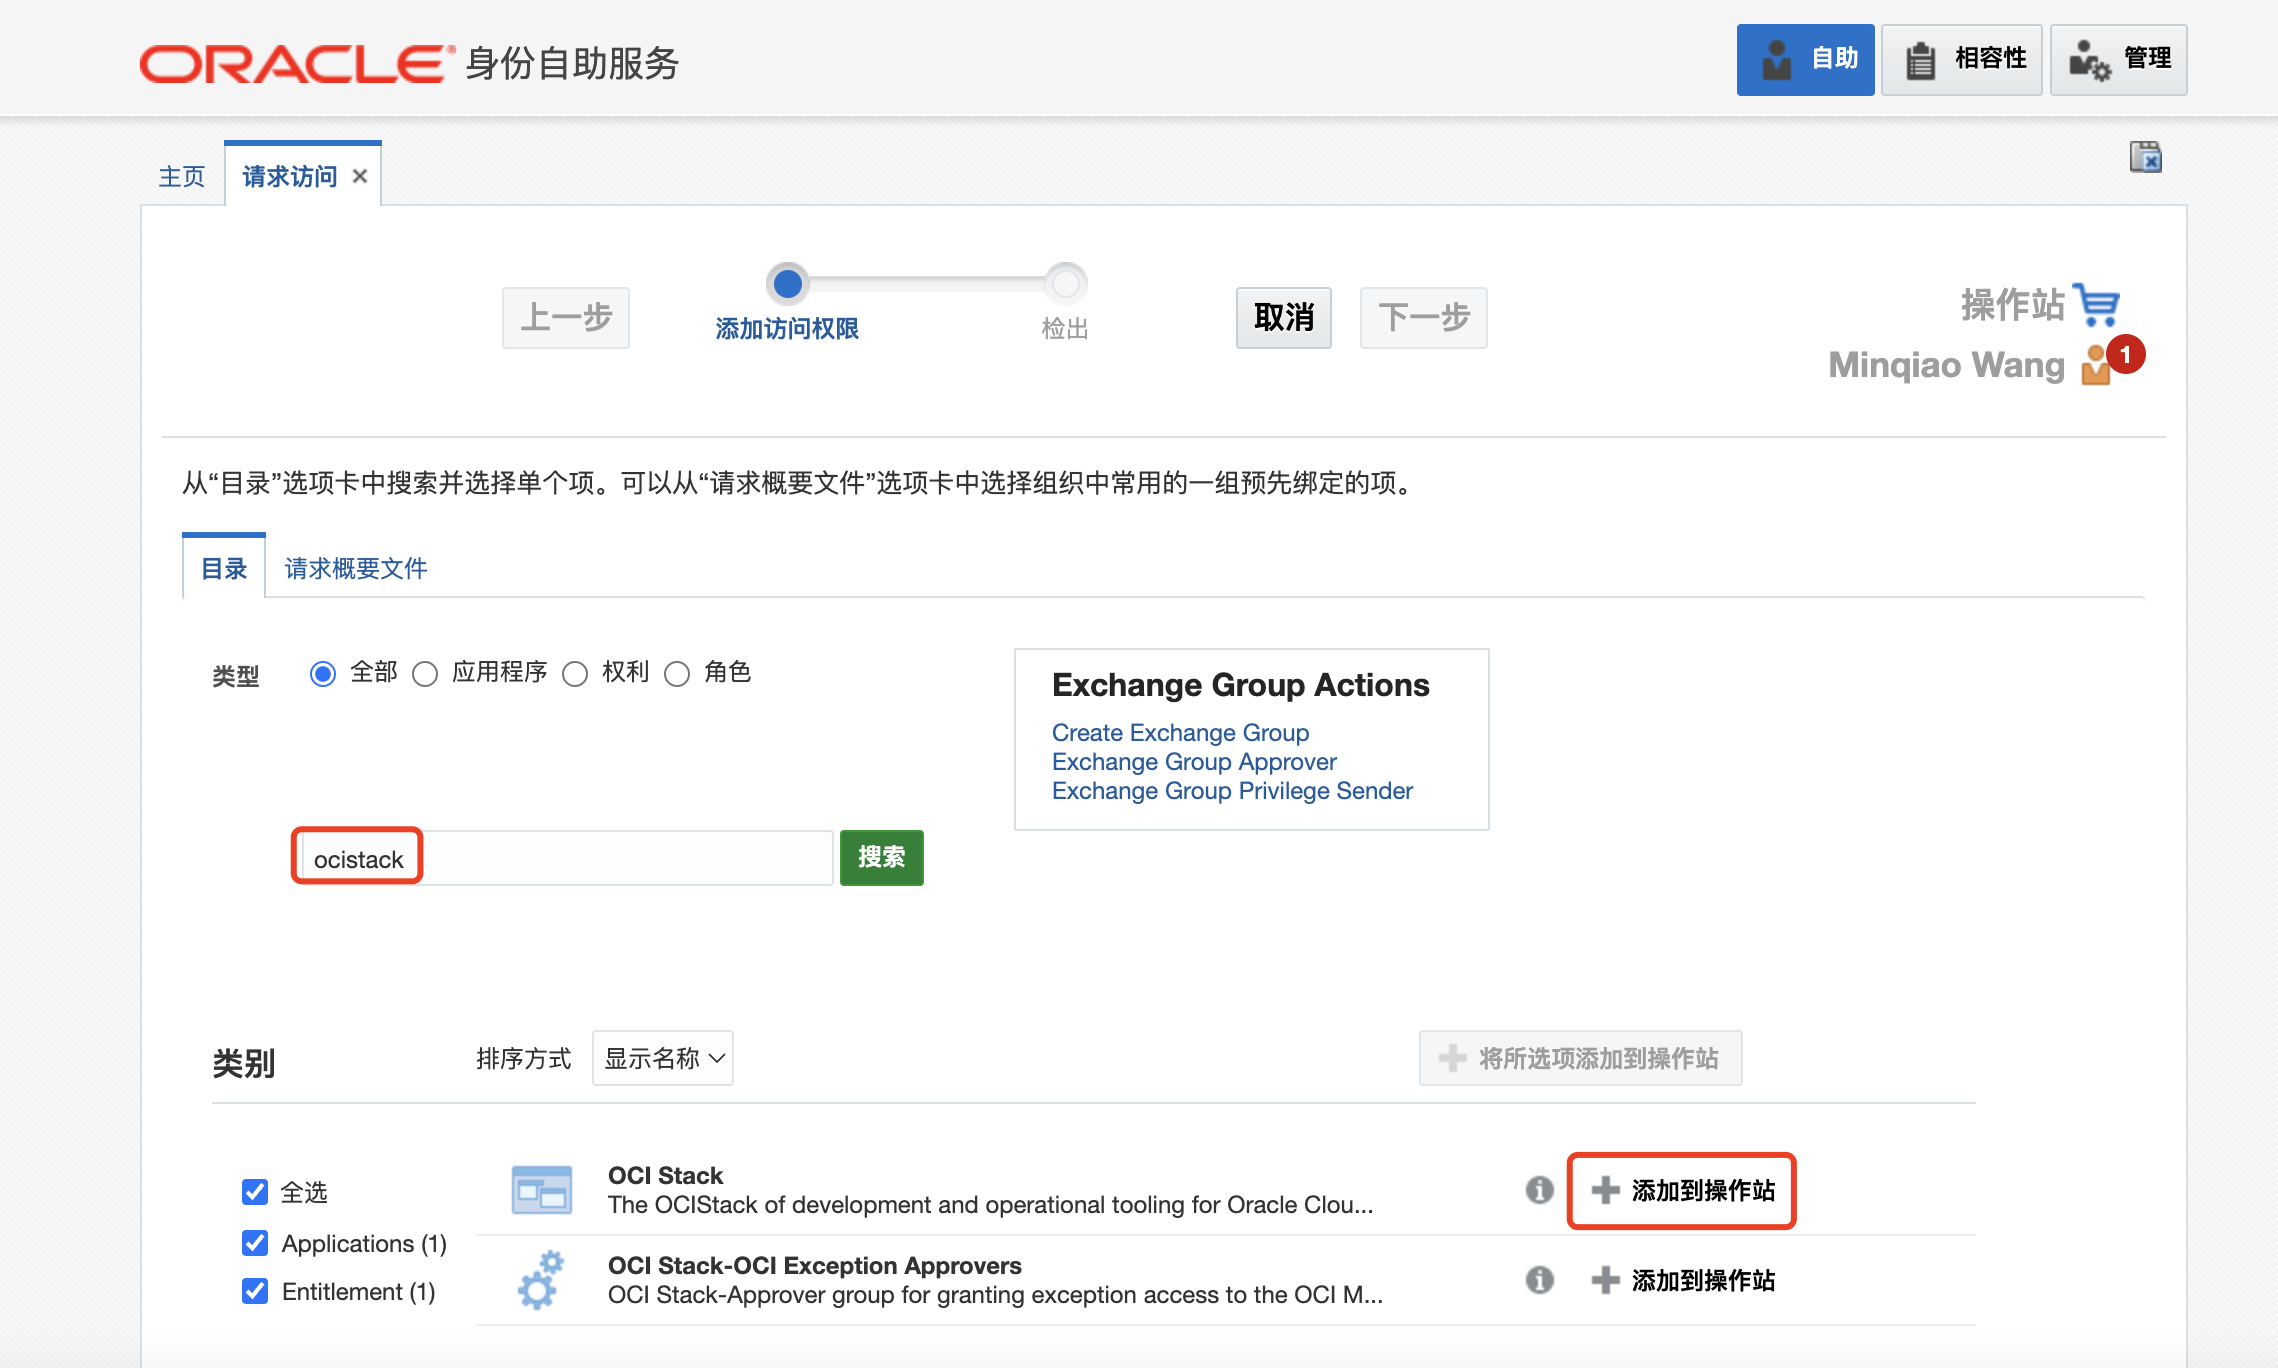 ORACLE 身份自助服务
自助
相容性
管理
主页
请求访问
上一步
添加访问权限
检出
取消
下一步
操作站
Minqiao Wang
1
从“目录”选项卡中搜索并选择单个项。可以从“请求概要文件”选项卡中选择组织中常用的一组预先绑定的项。
目录
请求概要文件
类型
全部
应用程序
权利
角色
Exchange Group Actions
Create Exchange Group
Exchange Group Approver
Exchange Group Privilege Sender
ocistack
搜索
类别
排序方式
显示名称
将所选项添加到操作站
全选
Applications (1)
Entitlement (1)
OCI Stack
The OCIStack of development and operational tooling for Oracle Clou...
添加到操作站
OCI Stack-OCI Exception Approvers
OCI Stack-Approver group for granting exception access to the OCI M...
添加到操作站